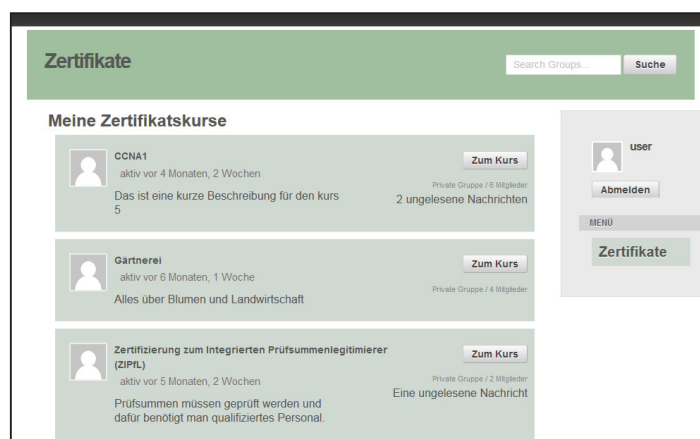 Zertifikate
Search Groups...
Suche
Meine Zertifikatskurse
CCNA1
aktiv vor 4 Monaten, 2 Wochen
Das ist eine kurze Beschreibung für den kurs
5
Zum Kurs
Private Gruppe / 6 Mitglieder
2 ungelesene Nachrichten
Gärtnerei
aktiv vor 6 Monaten, 1 Woche
Alles über Blumen und Landwirtschaft
Zum Kurs
Private Gruppe / 4 Mitglieder
Zertifizierung zum Integrierten Prüfsummenlegitimierer
(ZIPfL)
aktiv vor 5 Monaten, 2 Wochen
Prüfsummen müssen geprüft werden und
dafür benötigt man qualifiziertes Personal.
Zum Kurs
Private Gruppe / 2 Mitglieder
Eine ungelesene Nachricht
user
Abmelden
MENÜ
Zertifikate